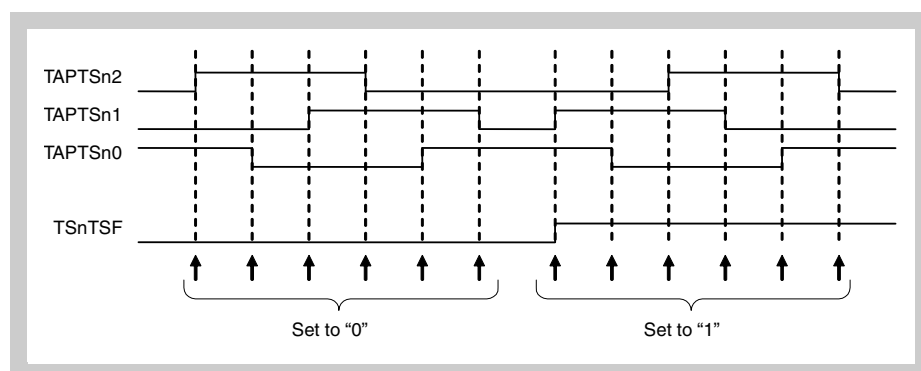 TAPTSn2
TAPTSn1
TAPTSn0
TSnTSF
Set to “0”
Set to “1”